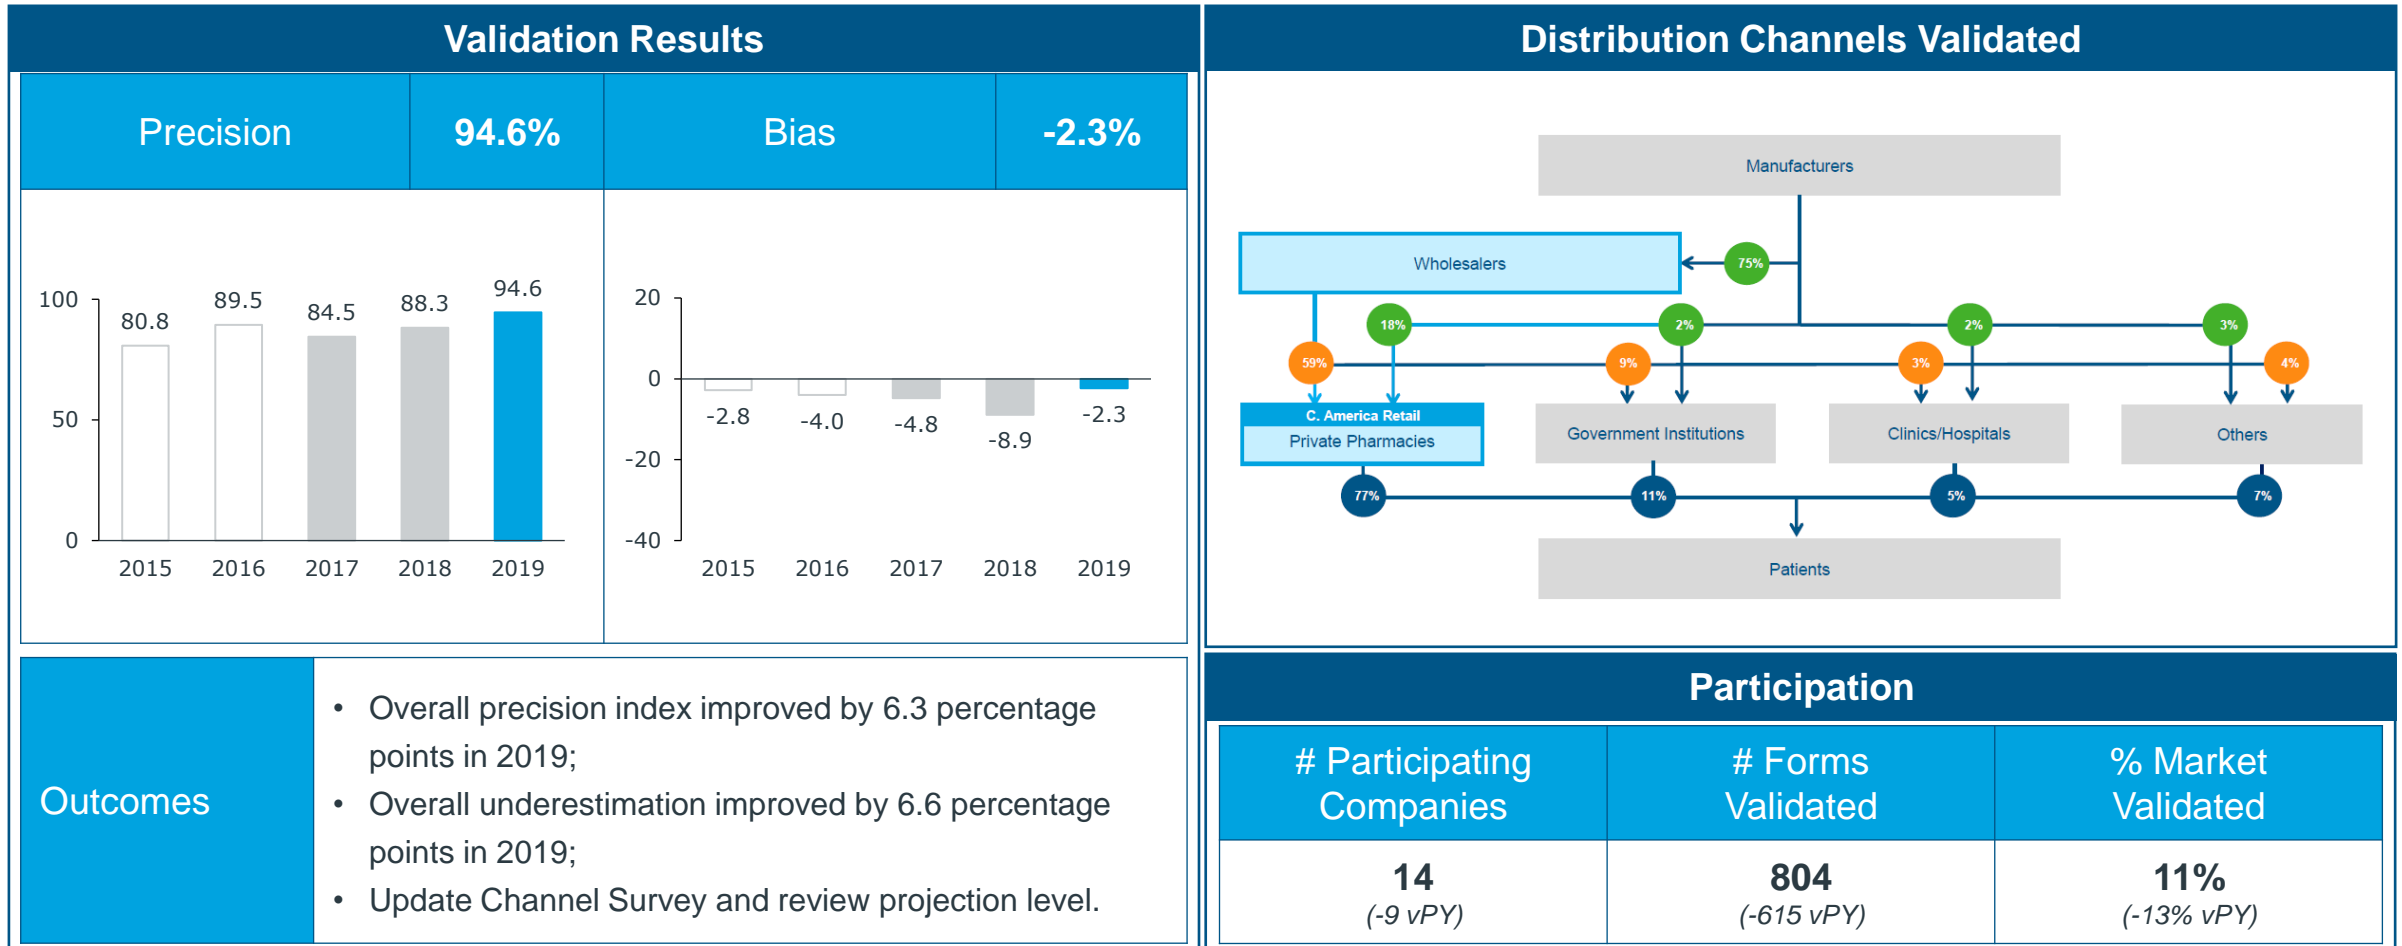 Validation Results
Precision
94.6%
Bias
-2.3%
100
50
0
80.8
89.5
84.5
88.3
94.6
2015
2016
2017
2018
2019
20
0
-20
-40
-2.8
-4.0
-4.8
-8.9
-2.3
2015
2016
2017
2018
2019
Outcomes
• Overall precision index improved by 6.3 percentage
points in 2019;
• Overall underestimation improved by 6.6 percentage
points in 2019;
• Update Channel Survey and review projection level.
Distribution Channels Validated
Manufacturers
Wholesalers
75%
18%
2%
2%
3%
59%
9%
3%
4%
C. America Retail
Private Pharmacies
Government Institutions
Clinics/Hospitals
Others
77%
11%
5%
7%
Patients
Participation
# Participating
Companies
# Forms
Validated
% Market
Validated
14
(-9 vPY)
804
(-615 vPY)
11%
(-13% vPY)